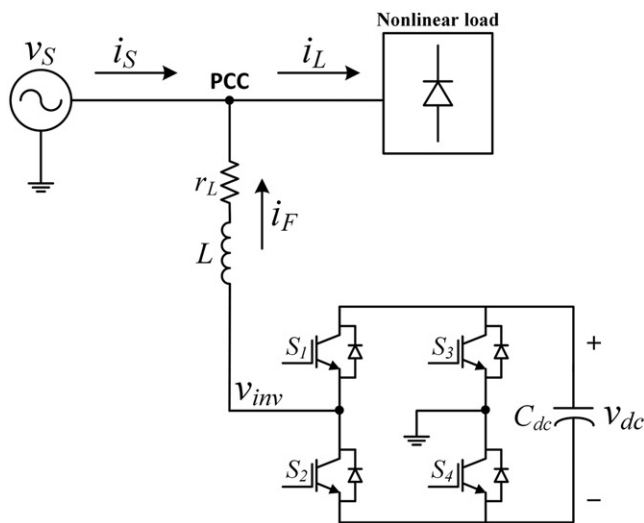 Nonlinear load
v_S
i_S
i_L
PCC
r_L
i_F
L
S_1
S_3
+
v_inv
C_dc
v_dc
S_2
S_4
−